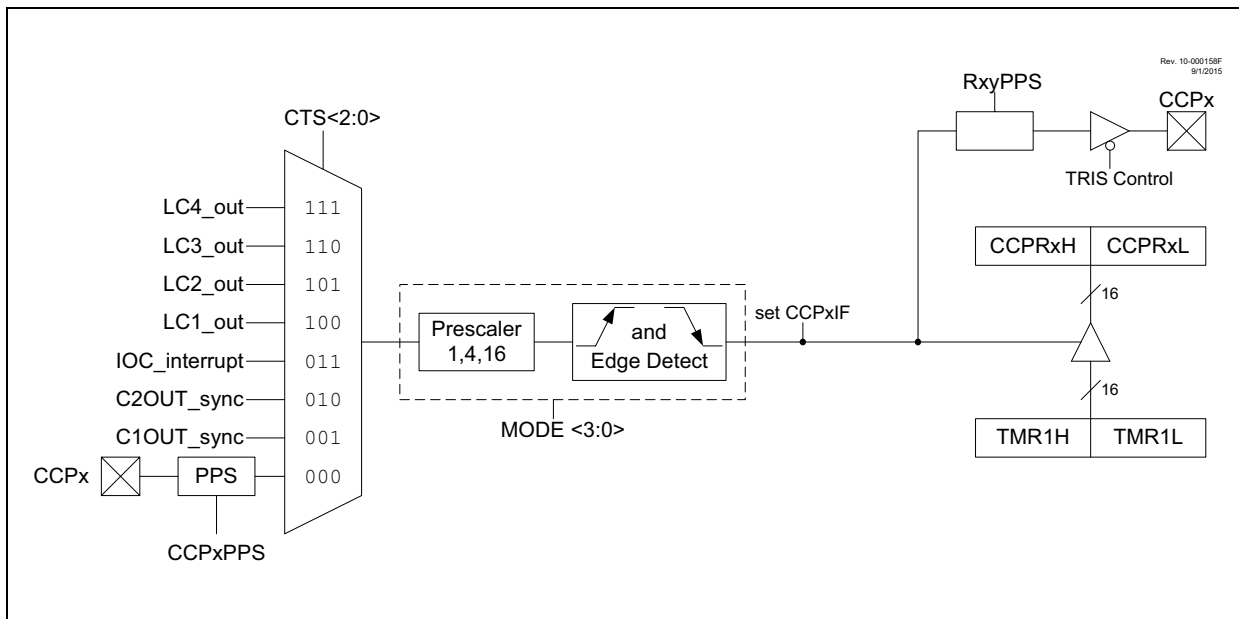 Rev. 10-000158F
9/1/2015
RxyPPS
CCPx
CTS<2:0>
TRIS Control
LC4_out
111
LC3_out
110
LC2_out
101
LC1_out
100
IOC_interrupt
011
C2OUT_sync
010
C1OUT_sync
001
CCPx
PPS
000
CCPxPPS
Prescaler
1,4,16
and
Edge Detect
MODE <3:0>
set CCPxIF
CCPRxH
CCPRxL
16
16
TMR1H
TMR1L